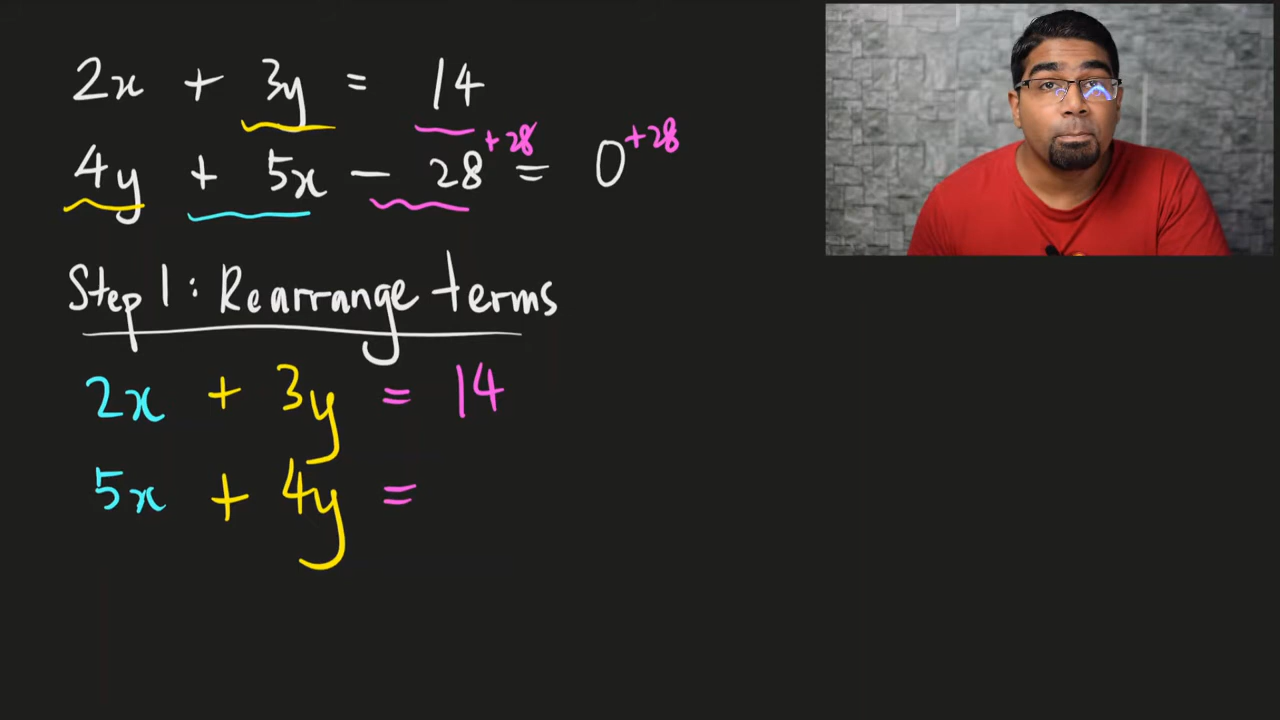 2x + 3y = 14
4y + 5x - 28 +28 = 0 +28
Step 1: Rearrange terms
2x + 3y = 14
5x + 4y =